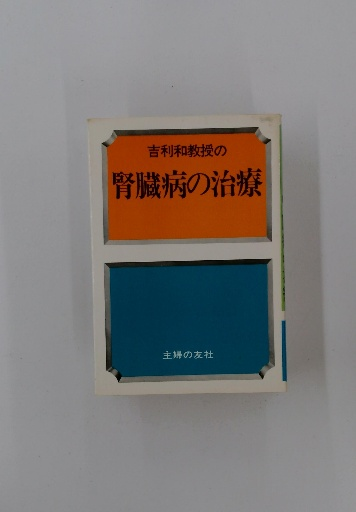 吉利和教授の
腎臓病の治療
主婦の友社